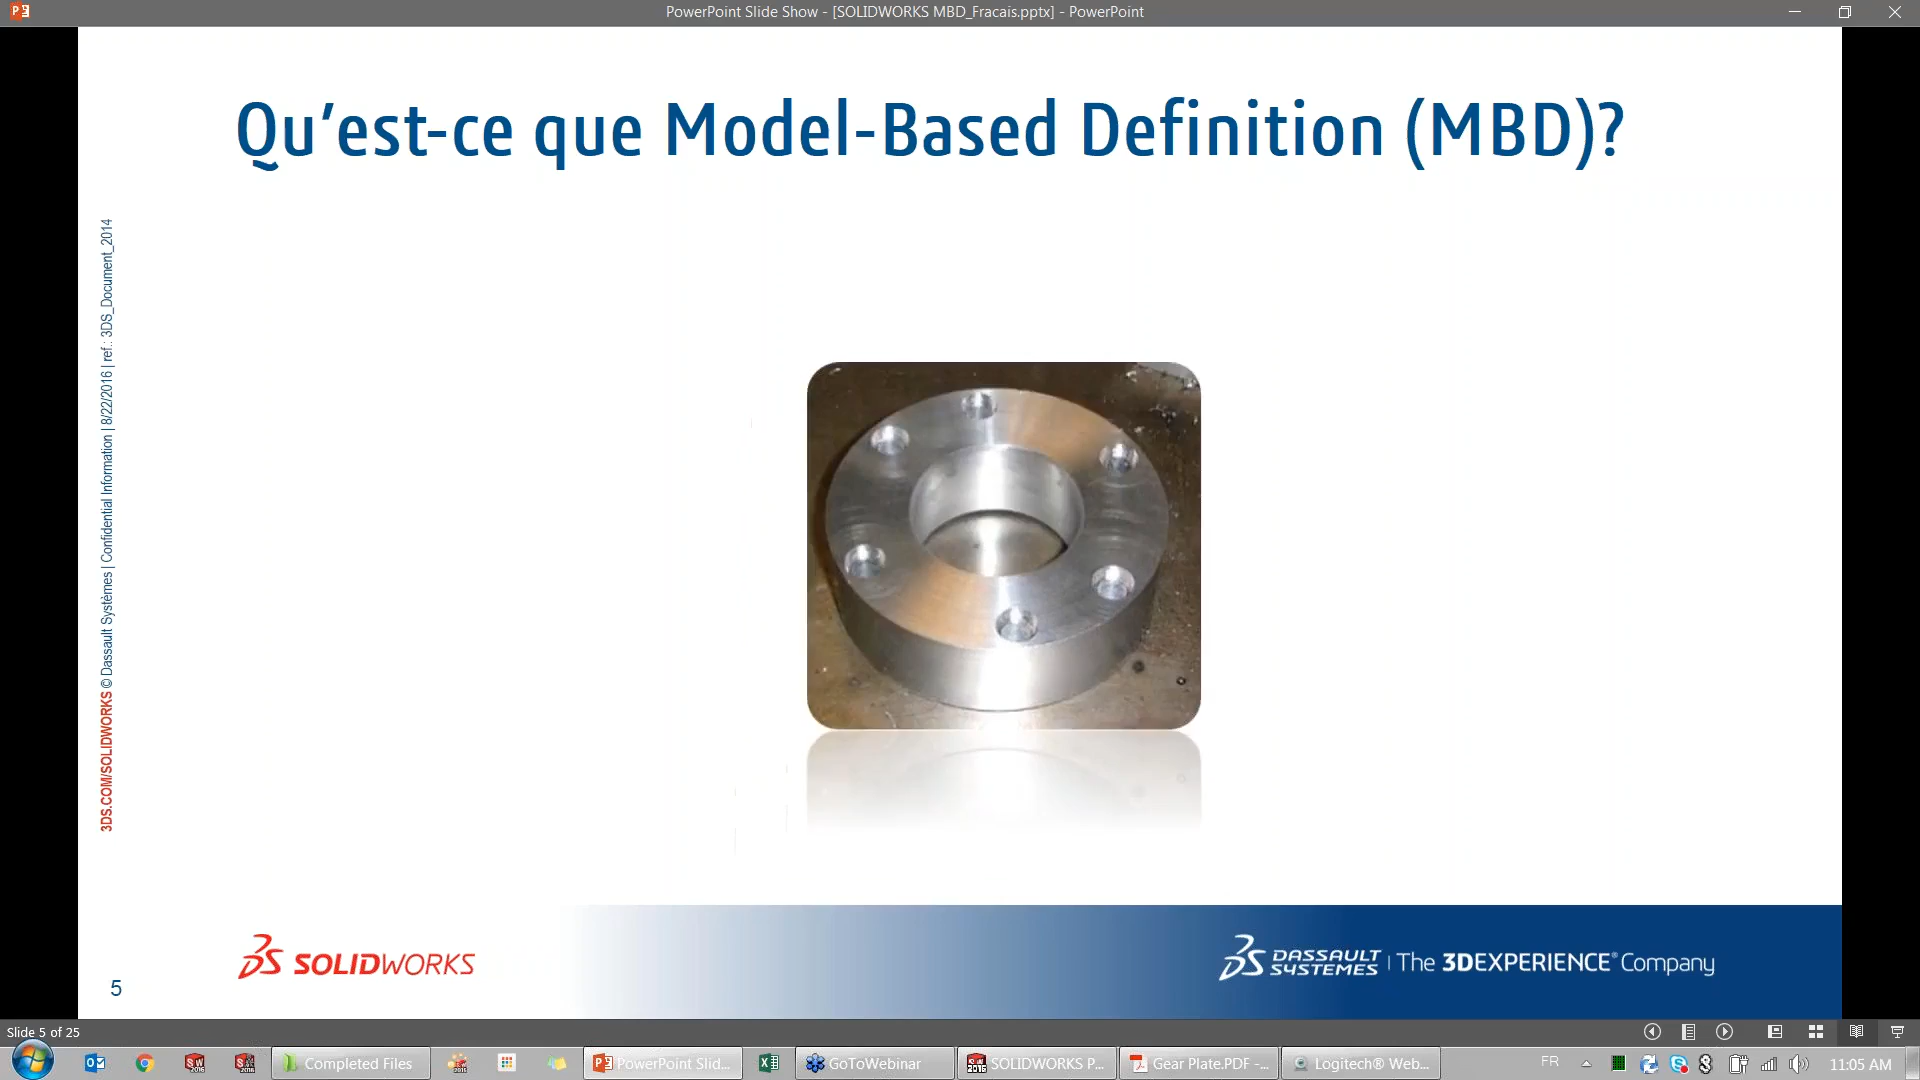 PowerPoint Slide Show - [SOLIDWORKS MBD_Fracais.pptx] - PowerPoint
Qu’est-ce que Model-Based Definition (MBD)?
3DS.COM/SOLIDWORKS © Dassault Systèmes | Confidential Information | 8/22/2016 | ref.: 3DS_Document_2014
SOLIDWORKS
DASSAULT SYSTEMES | The 3DEXPERIENCE® Company
5
Slide 5 of 25
Completed Files
PowerPoint Slid...
GoToWebinar
SOLIDWORKS P...
Gear Plate.PDF -...
Logitech® Web...
FR
11:05 AM